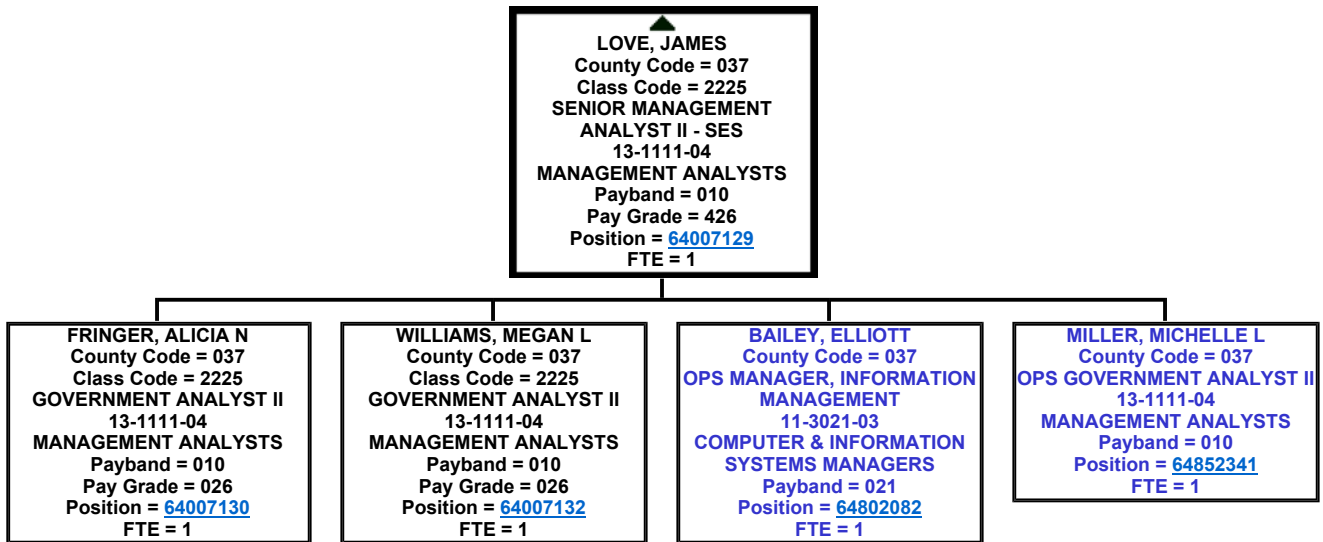 LOVE, JAMES
County Code = 037
Class Code = 2225
SENIOR MANAGEMENT
ANALYST II - SES
13-1111-04
MANAGEMENT ANALYSTS
Payband = 010
Pay Grade = 426
Position = 64007129
FTE = 1
FRINGER, ALICIA N
County Code = 037
Class Code = 2225
GOVERNMENT ANALYST II
13-1111-04
MANAGEMENT ANALYSTS
Payband = 010
Pay Grade = 026
Position = 64007130
FTE = 1
WILLIAMS, MEGAN L
County Code = 037
Class Code = 2225
GOVERNMENT ANALYST II
13-1111-04
MANAGEMENT ANALYSTS
Payband = 010
Pay Grade = 026
Position = 64007132
FTE = 1
BAILEY, ELLIOTT
County Code = 037
OPS MANAGER, INFORMATION
MANAGEMENT
11-3021-03
COMPUTER & INFORMATION
SYSTEMS MANAGERS
Payband = 021
Position = 64802082
FTE = 1
MILLER, MICHELLE L
County Code = 037
OPS GOVERNMENT ANALYST II
13-1111-04
MANAGEMENT ANALYSTS
Payband = 010
Position = 64852341
FTE = 1